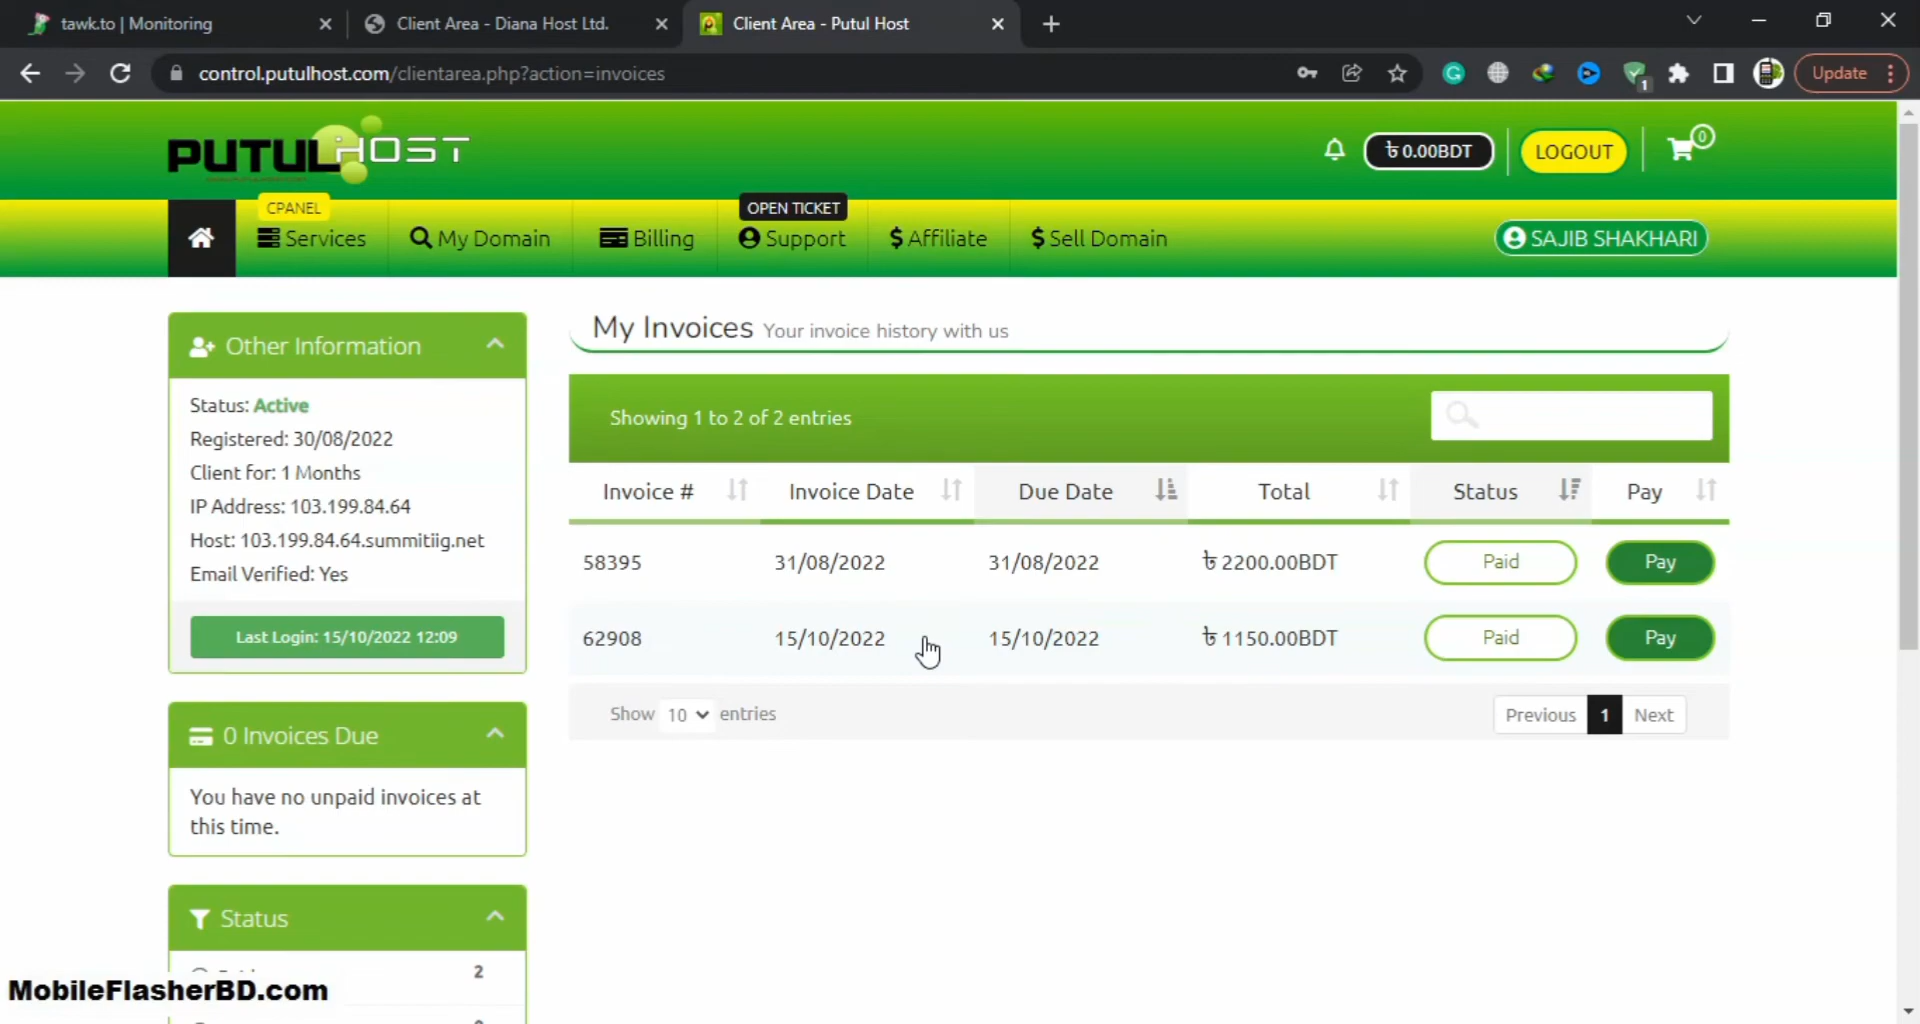 tawk.to | Monitoring
Client Area - Diana Host Ltd.
Client Area - Putul Host
control.putulhost.com/clientarea.php?action=invoices
1
Update
PUTULHOST
৳ 0.00BDT
LOGOUT
0
CPANEL
OPEN TICKET
Services
My Domain
Billing
Support
$ Affiliate
$ Sell Domain
SAJIB SHAKHARI
Other Information
Status: Active
Registered: 30/08/2022
Client for: 1 Months
IP Address: 103.199.84.64
Host: 103.199.84.64.summitiig.net
Email Verified: Yes
Last Login: 15/10/2022 12:09
0 Invoices Due
You have no unpaid invoices at
this time.
Status
2
My Invoices Your invoice history with us
Showing 1 to 2 of 2 entries
Invoice # Invoice Date Due Date Total Status Pay
58395 31/08/2022 31/08/2022 ৳ 2200.00BDT Paid Pay
62908 15/10/2022 15/10/2022 ৳ 1150.00BDT Paid Pay
Show 10 entries
Previous 1 Next
MobileFlasherBD.com